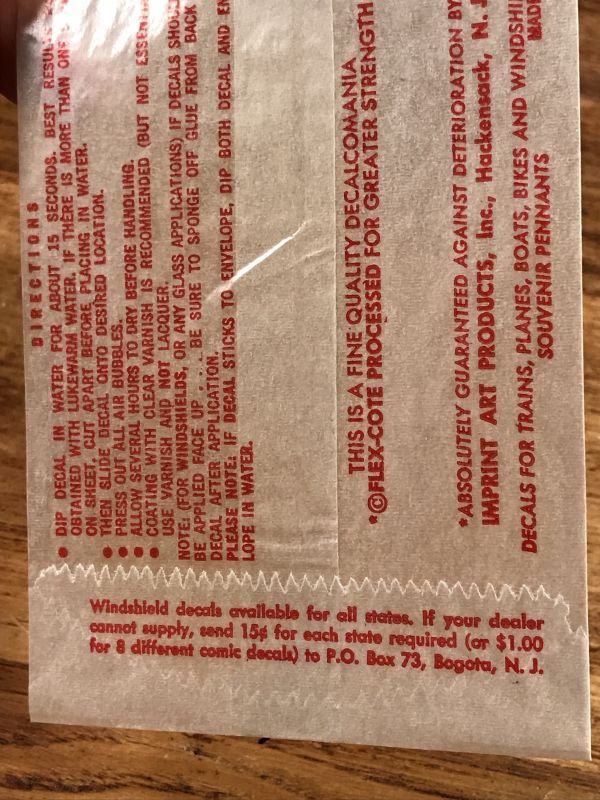 DIRECTIONS
● DIP DECAL IN WATER FOR ABOUT 15 SECONDS. BEST
OBTAINED WITH LUKEWARM WATER. IF THERE IS MORE THAN
ON SHEET, CUT APART BEFORE PLACING IN WATER.
● THEN SLIDE DECAL ONTO DESIRED LOCATION.
● PRESS OUT ALL AIR BUBBLES.
● ALLOW SEVERAL HOURS TO DRY BEFORE HANDLING.
● COATING WITH CLEAR VARNISH IS RECOMMENDED (BUT NOT
USE VARNISH AND NOT LACQUER.
NOTE: (FOR WINDSHIELDS, OR ANY GLASS APPLICATIONS) IF DECALS
BE APPLIED FACE UP . . . . BE SURE TO SPONGE OFF GLUE FROM BACK
DECAL AFTER APPLICATION.
PLEASE NOTE: IF DECAL STICKS TO ENVELOPE, DIP BOTH DECAL AND
LOPE IN WATER.
THIS IS A FINE QUALITY DECALCOMANIA
*©FLEX-COTE PROCESSED FOR GREATER STRENGTH
*ABSOLUTELY GUARANTEED AGAINST DETERIORATION BY
IMPRINT ART PRODUCTS, Inc., Hackensack, N. J.
DECALS FOR TRAINS, PLANES, BOATS, BIKES AND
SOUVENIR PENNANTS
Windshield decals available for all states. If your dealer
cannot supply, send 15¢ for each state required (or $1.00
for 8 different comic decals) to P.O. Box 73, Bogota, N. J.